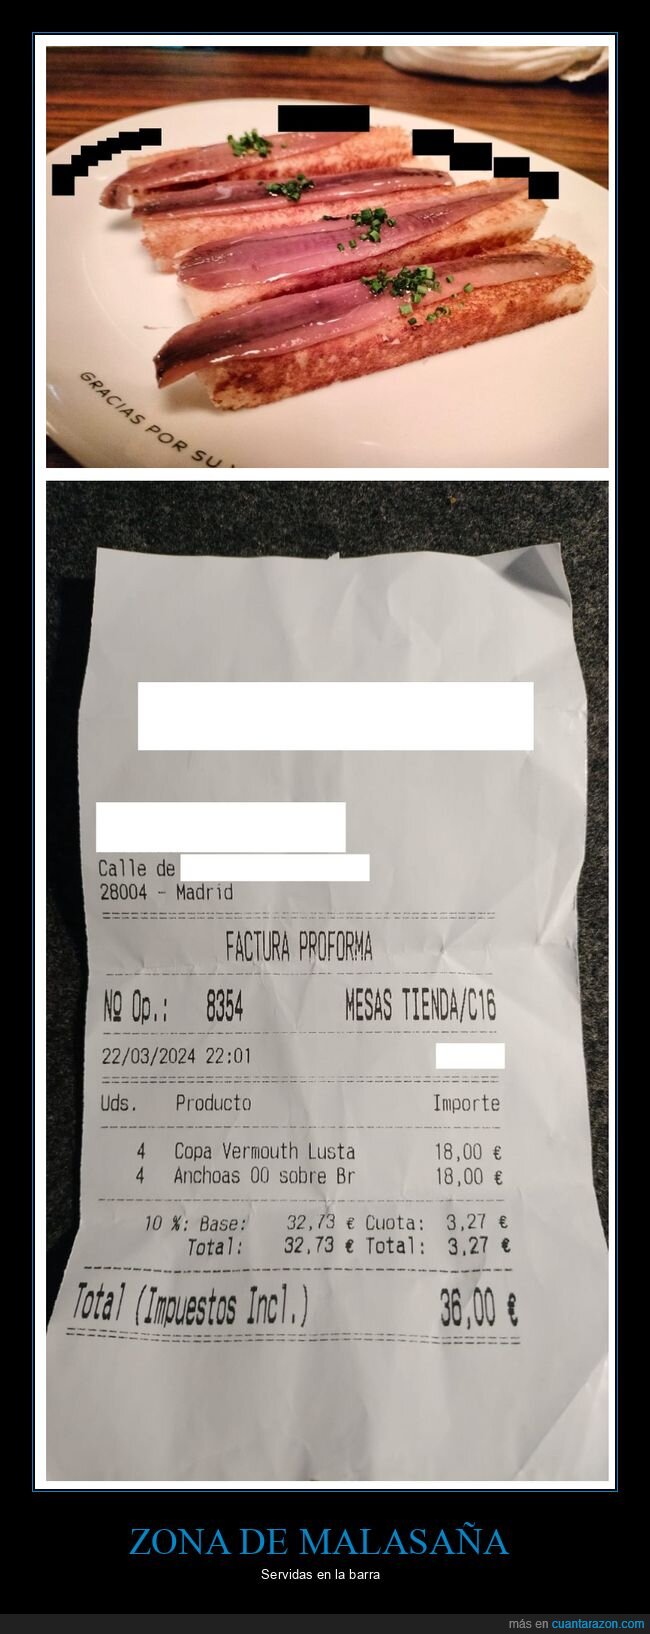 GRACIAS POR SU
Calle de
28004 - Madrid
FACTURA PROFORMA
Nº Op.: 8354 MESAS TIENDA/C16
22/03/2024 22:01
Uds. Producto Importe
4 Copa Vermouth Lusta 18,00 €
4 Anchoas 00 sobre Br 18,00 €
10 %: Base: 32,73 € Cuota: 3,27 €
Total: 32,73 € Total: 3,27 €
Total (Impuestos Incl.) 36,00 €
ZONA DE MALASAÑA
Servidas en la barra
más en cuantarazon.com